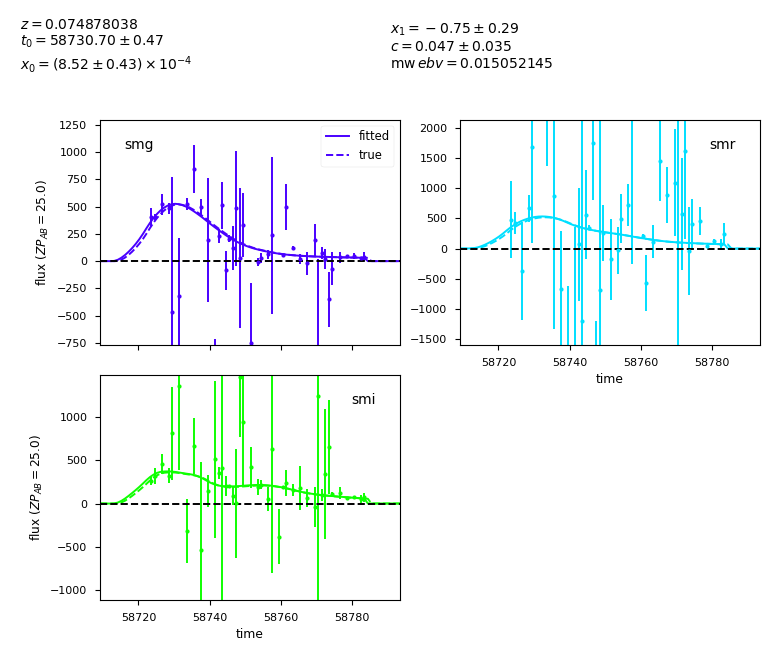 z = 0.074878038
t₀ = 58730.70 ± 0.47
x₀ = (8.52 ± 0.43) × 10⁻⁴
x₁ = −0.75 ± 0.29
c = 0.047 ± 0.035
mw ebv = 0.015052145
smg
fitted
true
1250
1000
750
500
250
0
−250
−500
−750
flux (ZP_AB = 25.0)
smr
2000
1500
1000
500
0
−500
−1000
−1500
58720
58740
58760
58780
time
smi
1000
500
0
−500
−1000
flux (ZP_AB = 25.0)
58720
58740
58760
58780
time